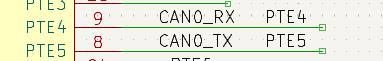 PTE3
PTE4 9 CAN0_RX PTE4
PTE5 8 CAN0_TX PTE5